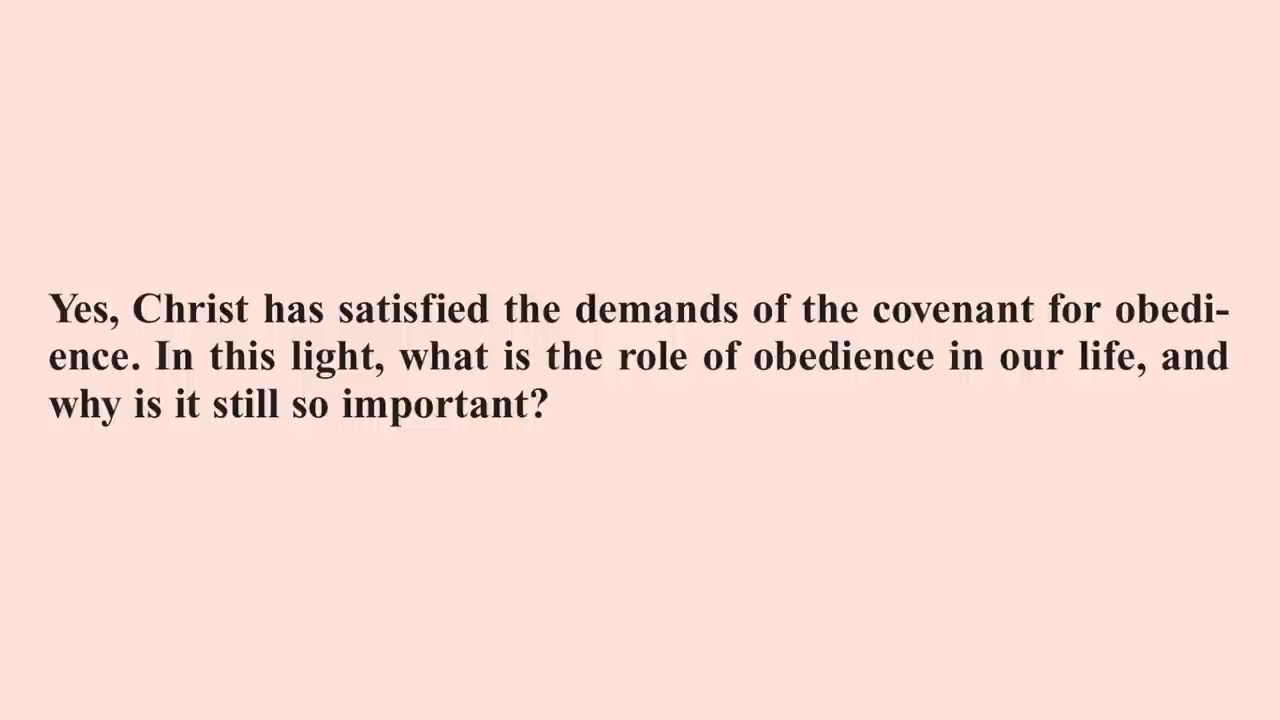 Yes, Christ has satisfied the demands of the covenant for obedi-
ence. In this light, what is the role of obedience in our life, and
why is it still so important?